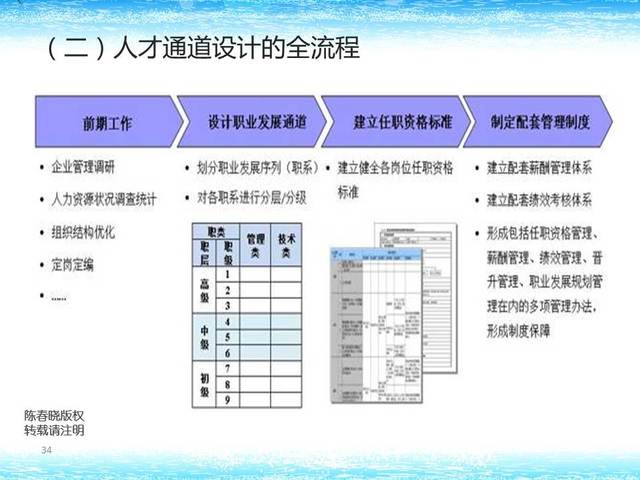 （二）人才通道设计的全流程
前期工作
设计职业发展通道
建立任职资格标准
制定配套管理制度
• 企业管理调研
• 人力资源状况调查统计
• 组织结构优化
• 定岗定编
• ......
• 划分职业发展序列（职系）
• 对各职系进行分层/分级
职类
职层
职级
管理类
技术类
高级
1
2
3
中级
4
5
6
初级
7
8
9
• 建立健全各岗位任职资格
标准
• 建立配套薪酬管理体系
• 建立配套绩效考核体系
• 形成包括任职资格管理、
薪酬管理、绩效管理、晋
升管理、职业发展规划管
理在内的多项管理办法，
形成制度保障
陈春晓版权
转载请注明
34